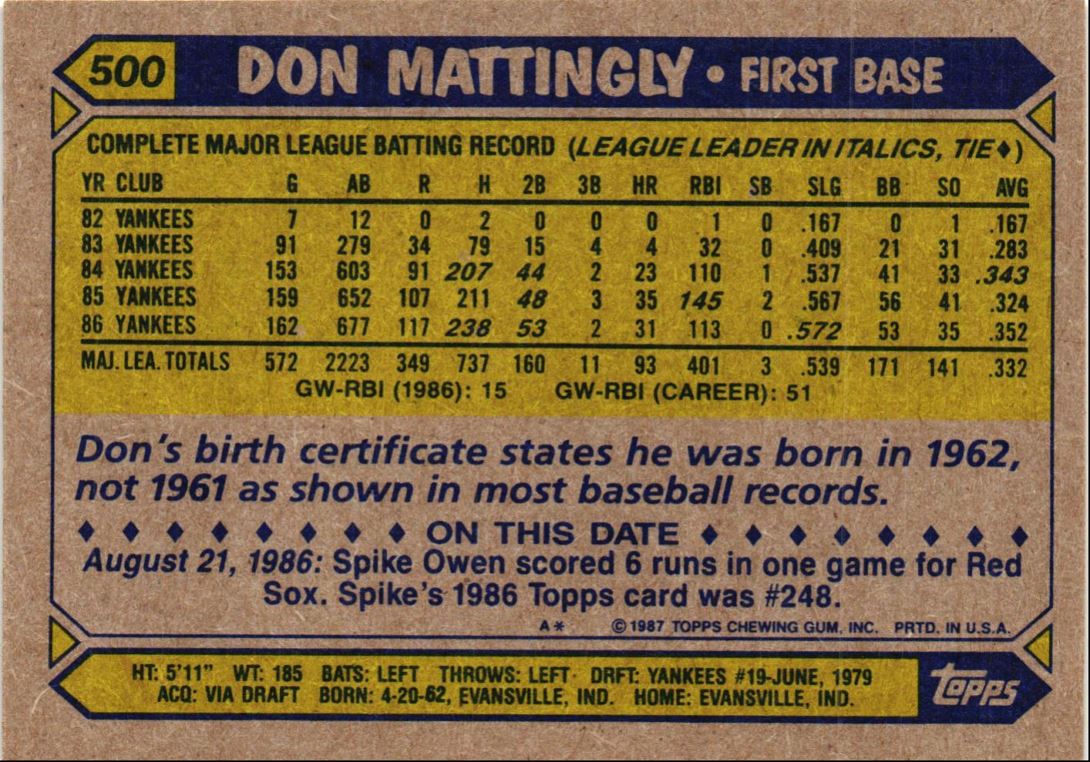 500 DON MATTINGLY • FIRST BASE
COMPLETE MAJOR LEAGUE BATTING RECORD (LEAGUE LEADER IN ITALICS, TIE♦)
YR CLUB G AB R H 2B 3B HR RBI SB SLG BB SO AVG
82 YANKEES 7 12 0 2 0 0 0 1 0 .167 0 1 .167
83 YANKEES 91 279 34 79 15 4 4 32 0 .409 21 31 .283
84 YANKEES 153 603 91 207 44 2 23 110 1 .537 41 33 .343
85 YANKEES 159 652 107 211 48 3 35 145 2 .567 56 41 .324
86 YANKEES 162 677 117 238 53 2 31 113 0 .572 53 35 .352
MAJ. LEA. TOTALS 572 2223 349 737 160 11 93 401 3 .539 171 141 .332
GW-RBI (1986): 15 GW-RBI (CAREER): 51
Don's birth certificate states he was born in 1962,
not 1961 as shown in most baseball records.
♦ ♦ ♦ ♦ ♦ ♦ ♦ ♦ ON THIS DATE ♦ ♦ ♦ ♦ ♦ ♦ ♦ ♦
August 21, 1986: Spike Owen scored 6 runs in one game for Red
Sox. Spike's 1986 Topps card was #248.
A* © 1987 TOPPS CHEWING GUM, INC. PRTD. IN U.S.A.
HT: 5'11" WT: 185 BATS: LEFT THROWS: LEFT DRFT: YANKEES #19-JUNE, 1979
ACQ: VIA DRAFT BORN: 4-20-62, EVANSVILLE, IND. HOME: EVANSVILLE, IND.
topps